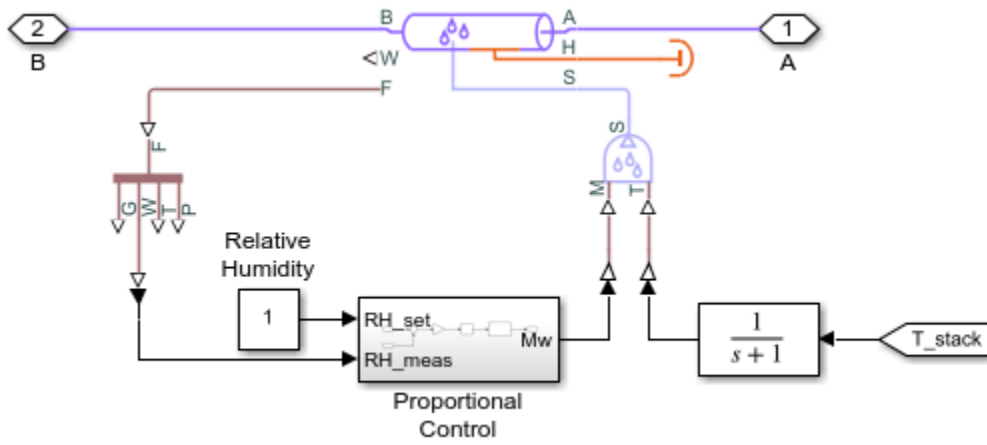 B
A
2
1
<W
H
B
A
F
S
S
F
M
T
G
W
T
P
Relative
Humidity
1
RH_set
RH_meas
Mw
1
s + 1
T_stack
Proportional
Control